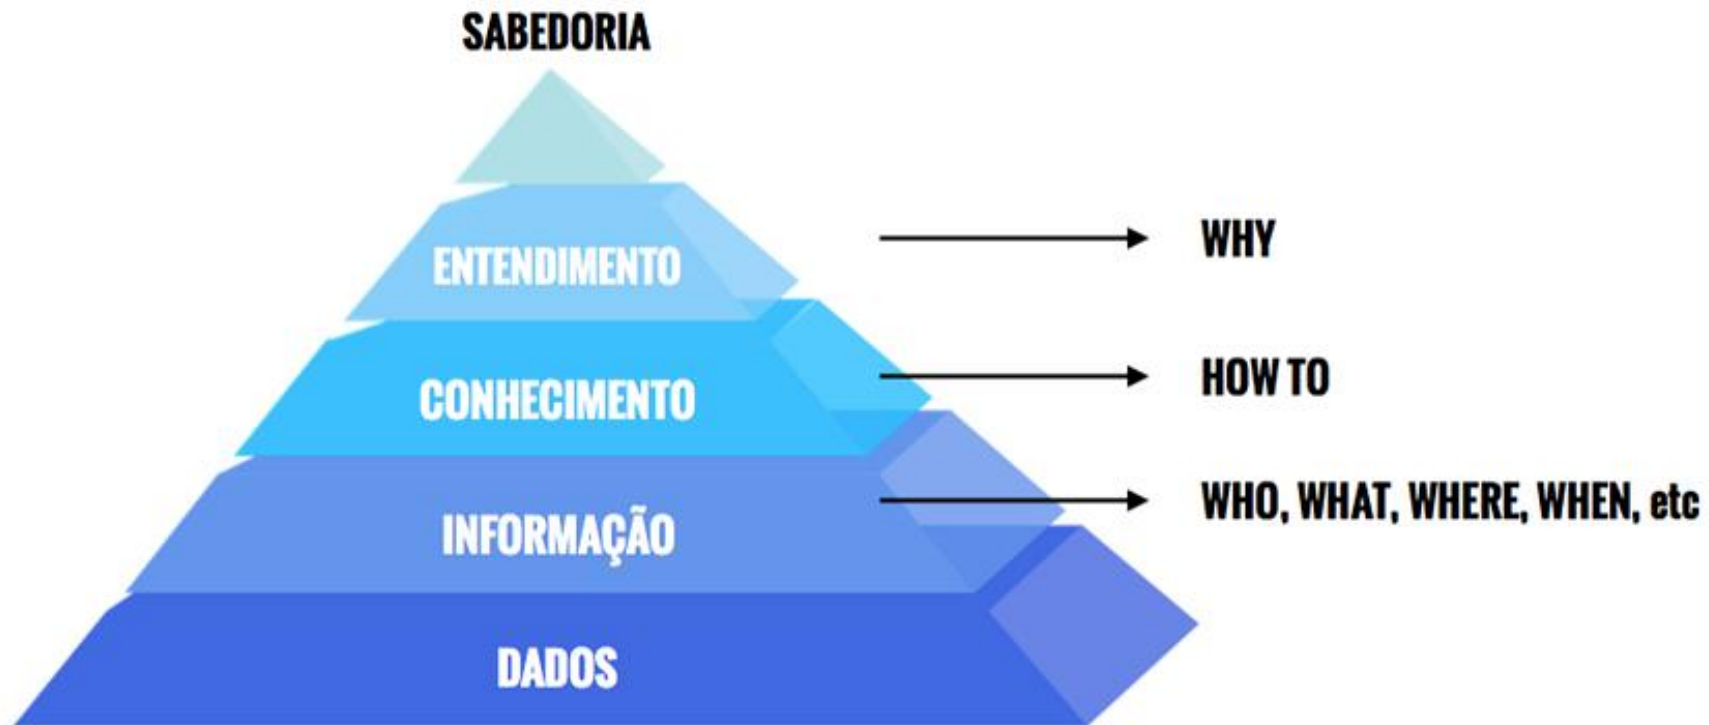 SABEDORIA
ENTENDIMENTO
WHY
CONHECIMENTO
HOW TO
INFORMAÇÃO
WHO, WHAT, WHERE, WHEN, etc
DADOS